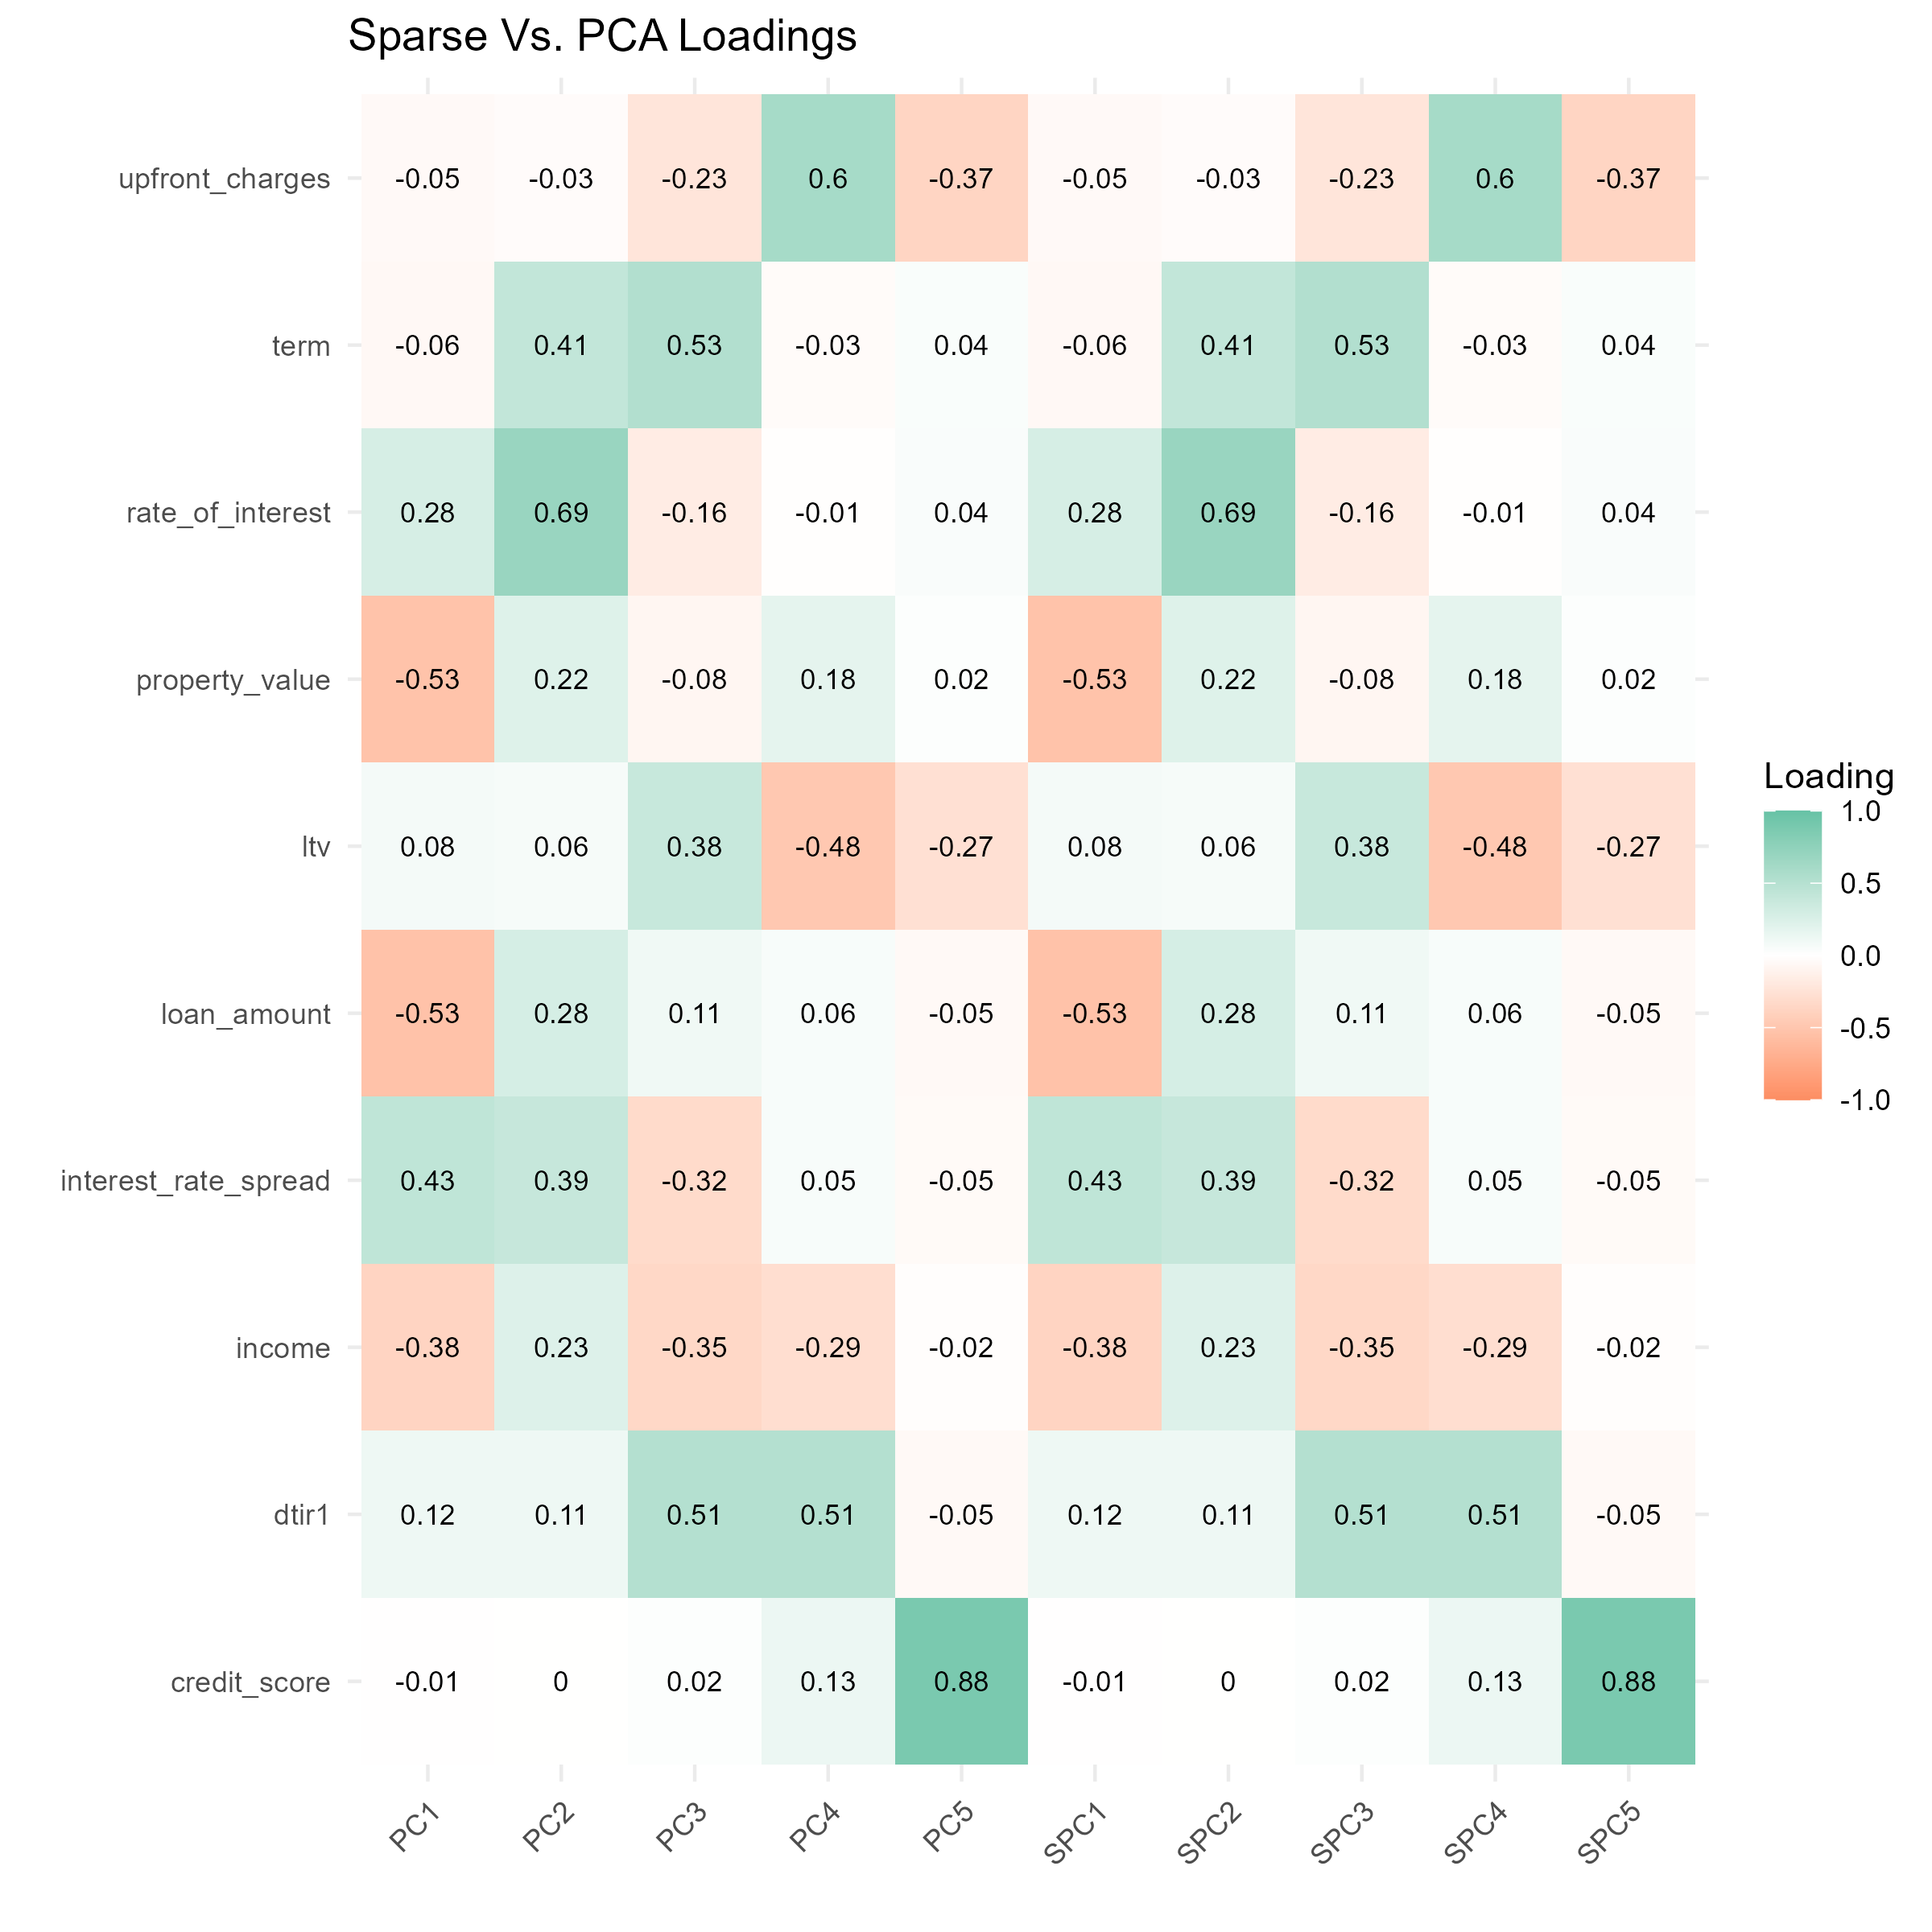 Sparse Vs. PCA Loadings
upfront_charges -0.05 -0.03 -0.23 0.6 -0.37 -0.05 -0.03 -0.23 0.6 -0.37
term -0.06 0.41 0.53 -0.03 0.04 -0.06 0.41 0.53 -0.03 0.04
rate_of_interest 0.28 0.69 -0.16 -0.01 0.04 0.28 0.69 -0.16 -0.01 0.04
property_value -0.53 0.22 -0.08 0.18 0.02 -0.53 0.22 -0.08 0.18 0.02
ltv 0.08 0.06 0.38 -0.48 -0.27 0.08 0.06 0.38 -0.48 -0.27
loan_amount -0.53 0.28 0.11 0.06 -0.05 -0.53 0.28 0.11 0.06 -0.05
interest_rate_spread 0.43 0.39 -0.32 0.05 -0.05 0.43 0.39 -0.32 0.05 -0.05
income -0.38 0.23 -0.35 -0.29 -0.02 -0.38 0.23 -0.35 -0.29 -0.02
dtir1 0.12 0.11 0.51 0.51 -0.05 0.12 0.11 0.51 0.51 -0.05
credit_score -0.01 0 0.02 0.13 0.88 -0.01 0 0.02 0.13 0.88
PC1 PC2 PC3 PC4 PC5 SPC1 SPC2 SPC3 SPC4 SPC5
Loading
1.0
0.5
0.0
-0.5
-1.0